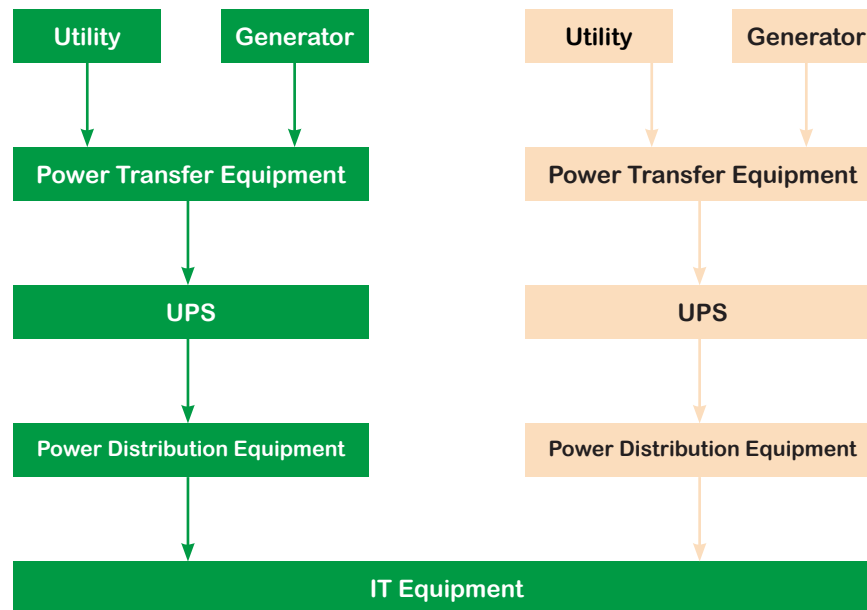 Utility
Generator
Utility
Generator
Power Transfer Equipment
Power Transfer Equipment
UPS
UPS
Power Distribution Equipment
Power Distribution Equipment
IT Equipment